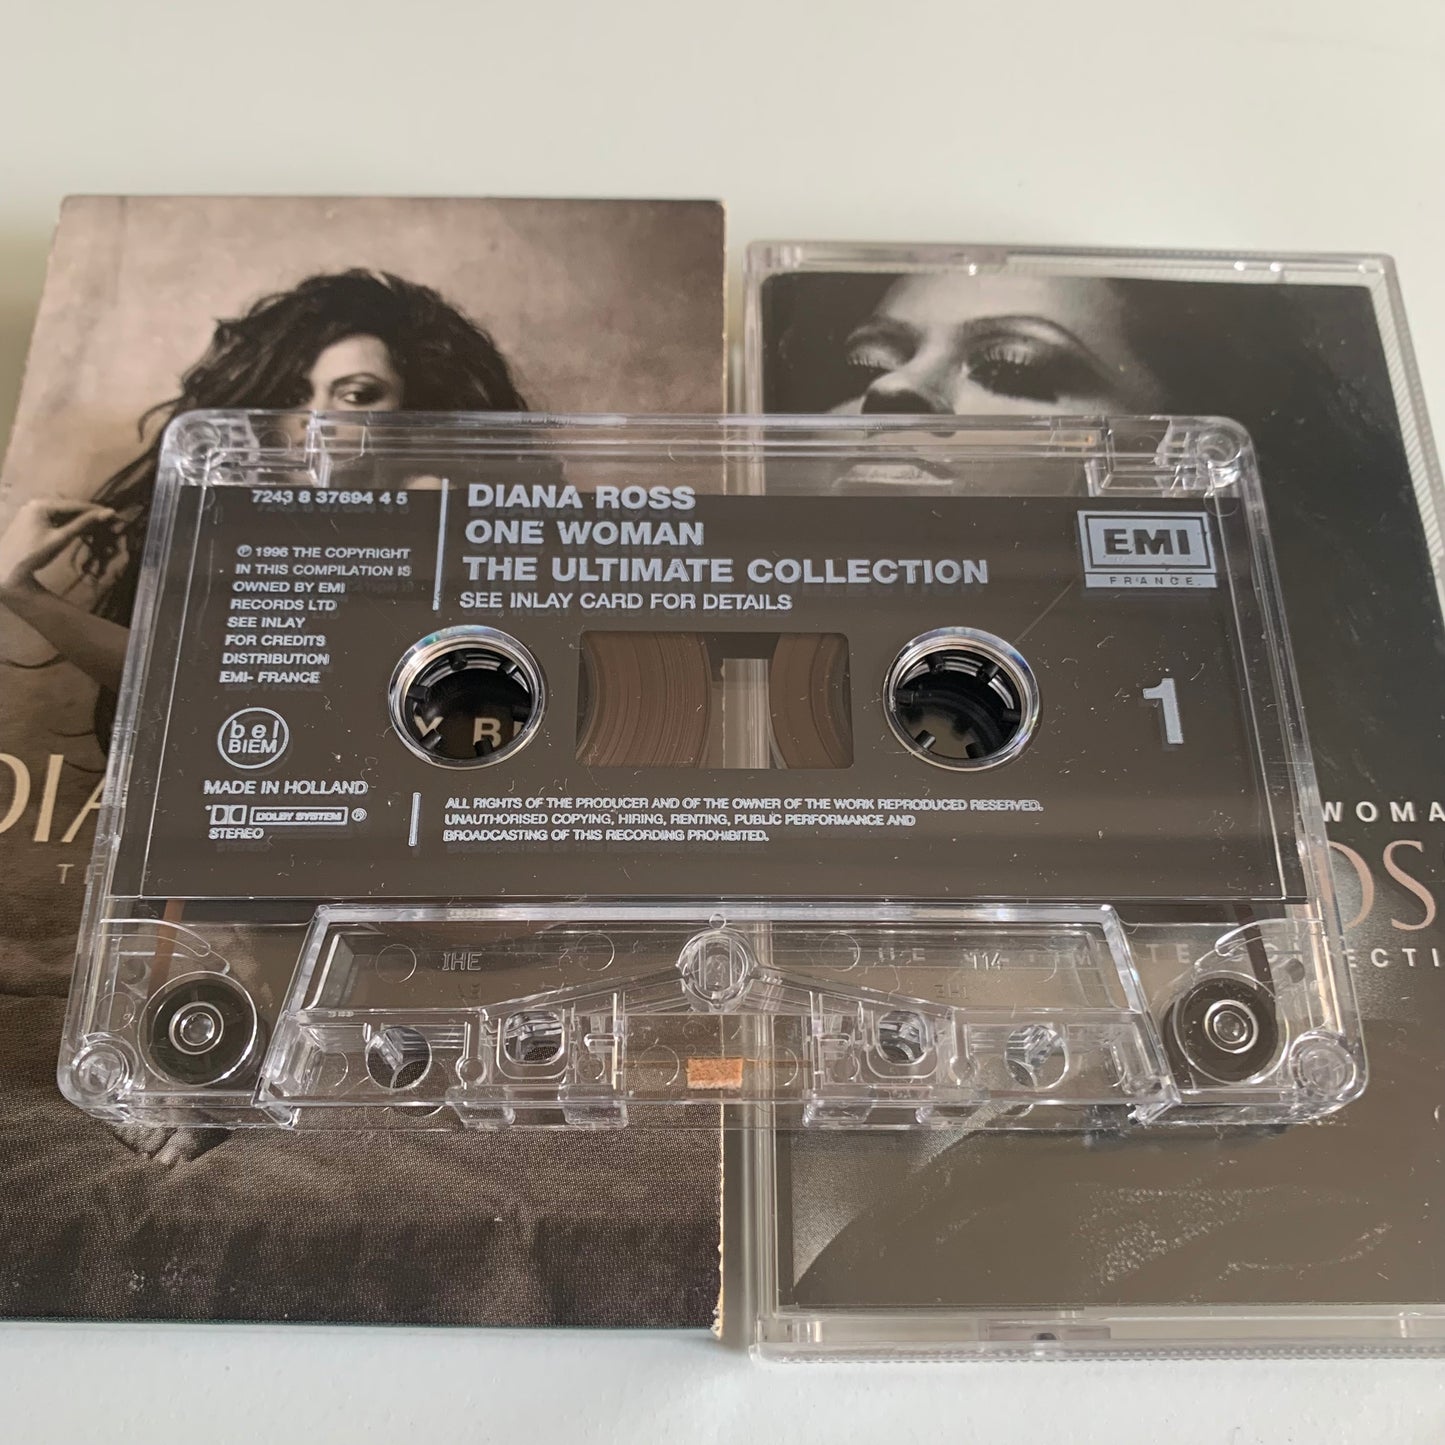 7243 8 37694 4 5
℗ 1996 THE COPYRIGHT
IN THIS COMPILATION IS
OWNED BY EMI
RECORDS LTD
SEE INLAY
FOR CREDITS
DISTRIBUTION
EMI- FRANCE
bel
BIEM
MADE IN HOLLAND
DOLBY SYSTEM ®
STEREO
DIANA ROSS
ONE WOMAN
THE ULTIMATE COLLECTION
SEE INLAY CARD FOR DETAILS
EMI
FRANCE
1
ALL RIGHTS OF THE PRODUCER AND OF THE OWNER OF THE WORK REPRODUCED RESERVED.
UNAUTHORISED COPYING, HIRING, RENTING, PUBLIC PERFORMANCE AND
BROADCASTING OF THIS RECORDING PROHIBITED.
DIA
WOMA
OS